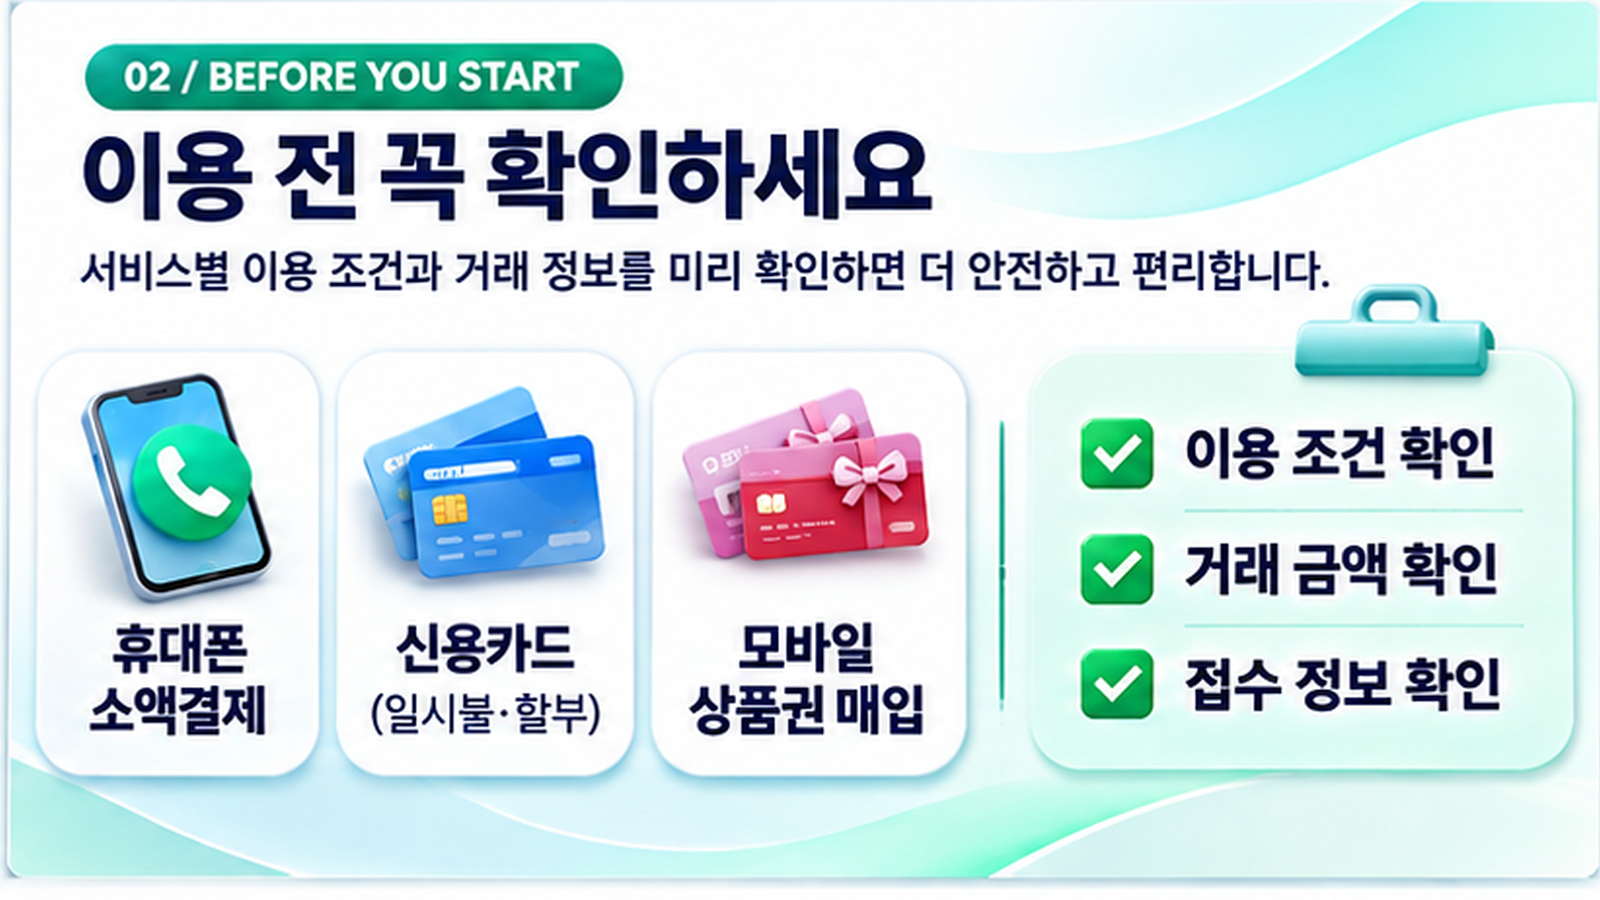 02 / BEFORE YOU START
이용 전 꼭 확인하세요
서비스별 이용 조건과 거래 정보를 미리 확인하면 더 안전하고 편리합니다.
휴대폰
소액결제
신용카드
(일시불·할부)
모바일
상품권 매입
이용 조건 확인
거래 금액 확인
접수 정보 확인